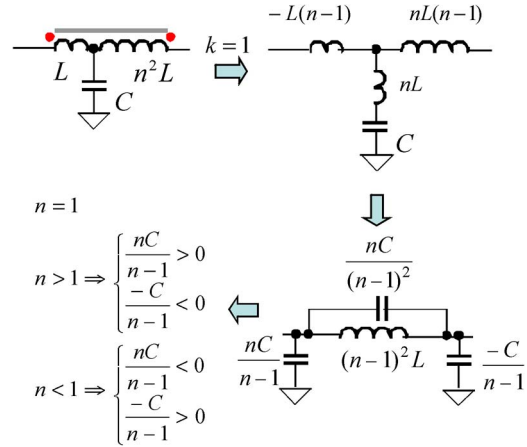 −L(n−1) nL(n−1)
k=1
L n²L
nL
C
C
n=1
nC/(n−1)²
n>1⇒ { nC/(n−1) > 0
−C/(n−1) < 0
nC/(n−1) (n−1)²L −C/(n−1)
n<1⇒ { nC/(n−1) < 0
−C/(n−1) > 0